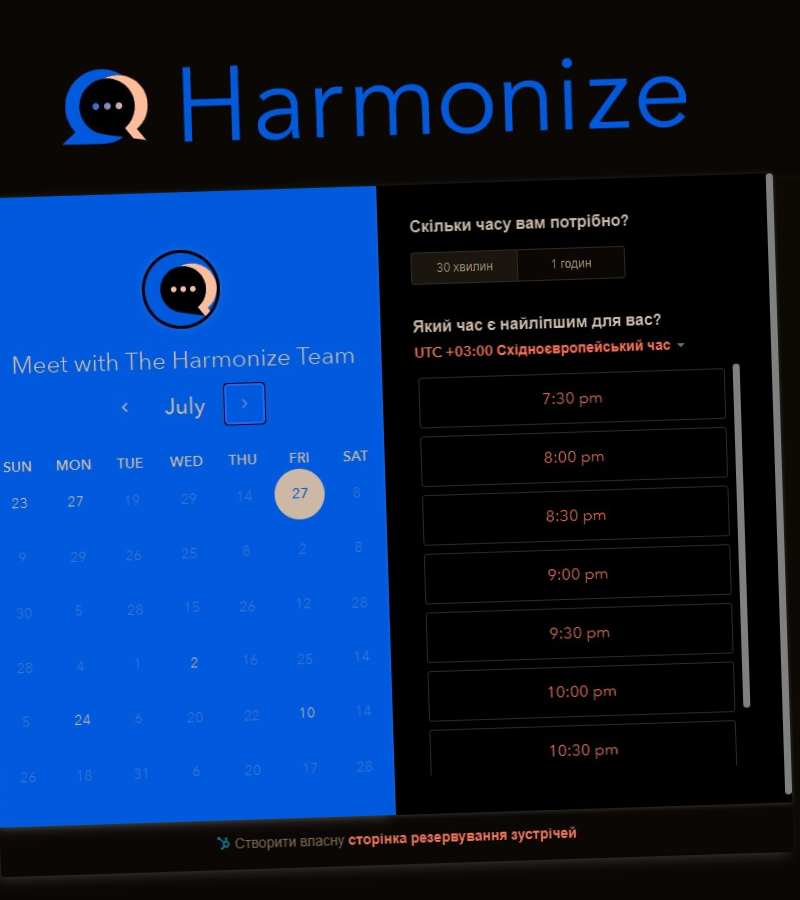 Harmonize
Meet with The Harmonize Team
July
SUN MON TUE WED THU FRI SAT
23 27 19 29 14 27 8
9 29 26 25 8 2 8
30 5 28 15 26 12 28
28 4 1 2 16 25 14
5 24 6 20 22 10 14
26 18 31 6 20 17 28
Скільки часу вам потрібно?
30 хвилин 1 годин
Який час є найліпшим для вас?
UTC +03:00 Східноєвропейський час
7:30 pm
8:00 pm
8:30 pm
9:00 pm
9:30 pm
10:00 pm
10:30 pm
Створити власну сторінка резервування зустрічей